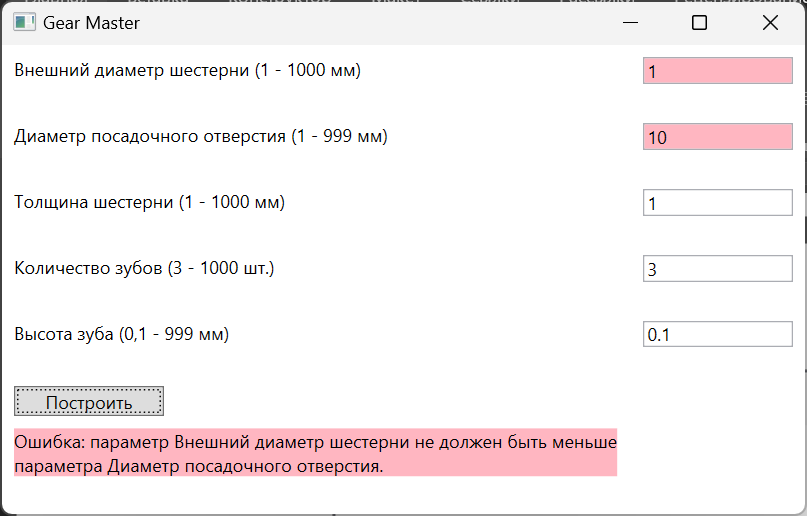 Gear Master
Внешний диаметр шестерни (1 - 1000 мм) 1
Диаметр посадочного отверстия (1 - 999 мм) 10
Толщина шестерни (1 - 1000 мм) 1
Количество зубов (3 - 1000 шт.) 3
Высота зуба (0,1 - 999 мм) 0.1
Построить
Ошибка: параметр Внешний диаметр шестерни не должен быть меньше
параметра Диаметр посадочного отверстия.